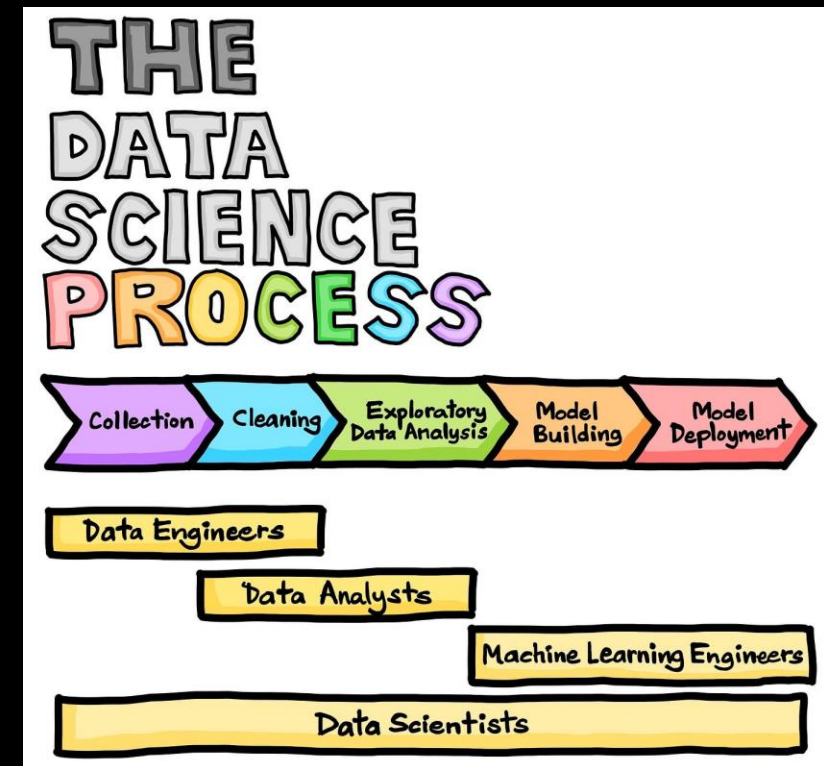 THE
DATA
SCIENCE
PROCESS
Collection
Cleaning
Exploratory
Data Analysis
Model
Building
Model
Deployment
Data Engineers
Data Analysts
Machine Learning Engineers
Data Scientists